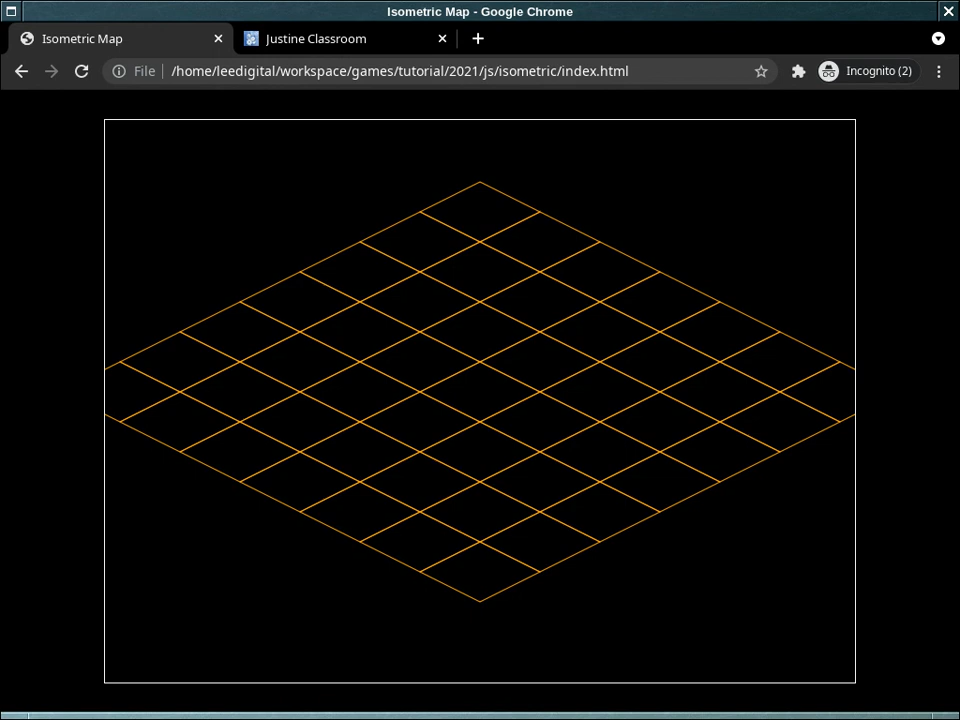 Isometric Map - Google Chrome
Isometric Map
Justine Classroom
File
/home/leedigital/workspace/games/tutorial/2021/js/isometric/index.html
Incognito (2)